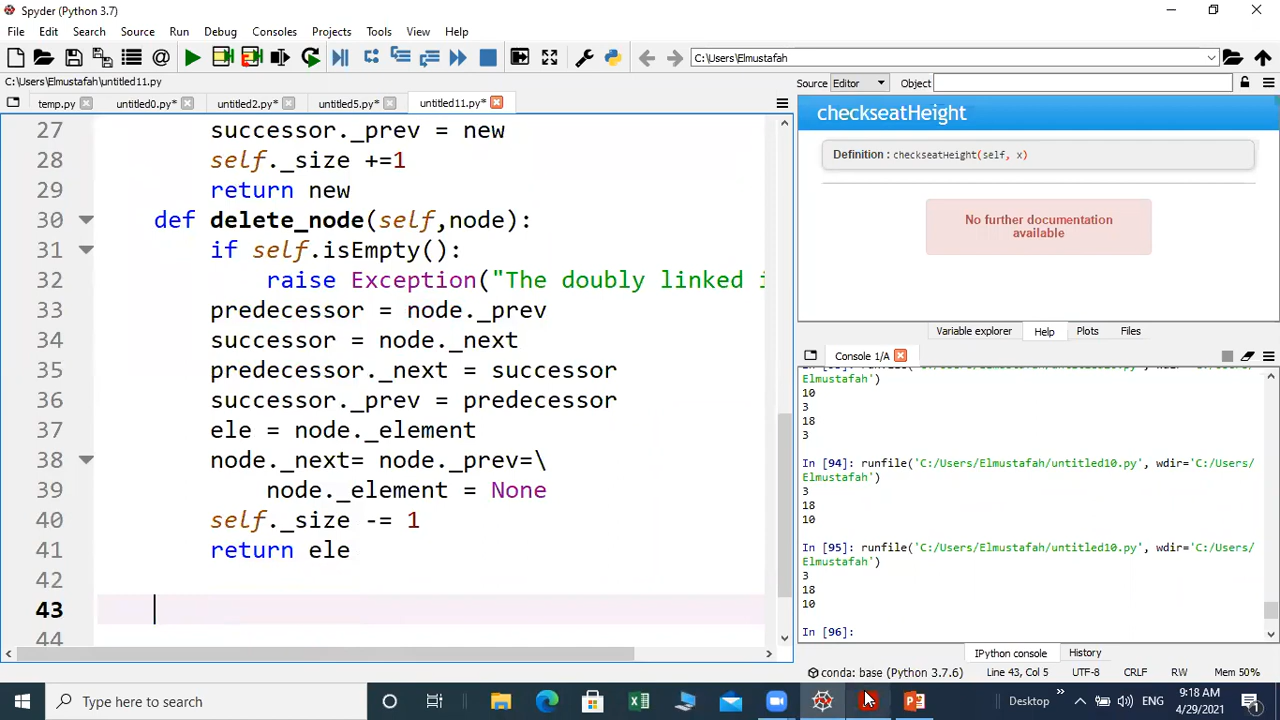 Spyder (Python 3.7)
File Edit Search Source Run Debug Consoles Projects Tools View Help
C:\Users\Elmustafah
C:\Users\Elmustafah\untitled11.py
temp.py untitled0.py* untitled2.py* untitled5.py* untitled11.py*
27 successor._prev = new
28 self._size +=1
29 return new
30 def delete_node(self,node):
31 if self.isEmpty():
32 raise Exception("The doubly linked i
33 predecessor = node._prev
34 successor = node._next
35 predecessor._next = successor
36 successor._prev = predecessor
37 ele = node._element
38 node._next= node._prev=\
39 node._element = None
40 self._size -= 1
41 return ele
42
43
44
Source Editor Object
checkseatHeight
Definition : checkseatHeight(self, x)
No further documentation
available
Variable explorer Help Plots Files
Console 1/A
Elmustafah')
10
3
18
3
In [94]: runfile('C:/Users/Elmustafah/untitled10.py', wdir='C:/Users/
Elmustafah')
3
18
10
In [95]: runfile('C:/Users/Elmustafah/untitled10.py', wdir='C:/Users/
Elmustafah')
3
18
10
In [96]:
IPython console History
conda: base (Python 3.7.6) Line 43, Col 5 UTF-8 CRLF RW Mem 50%
Type here to search
Desktop ENG 9:18 AM
4/29/2021
1